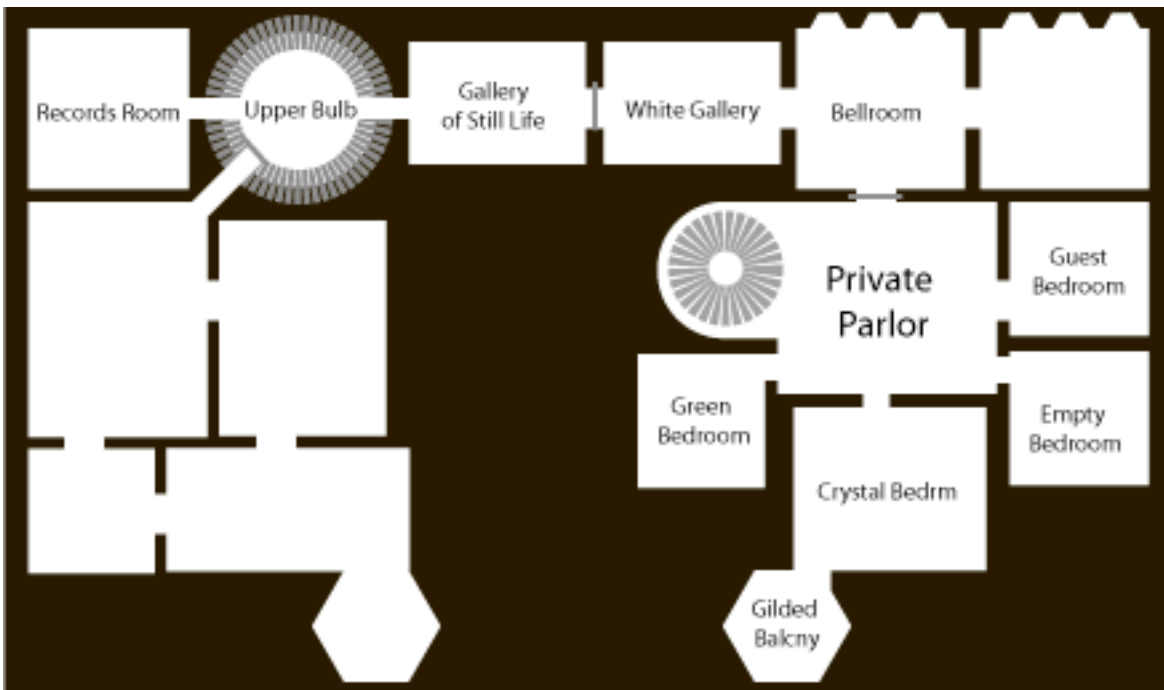 Records Room
Upper Bulb
Gallery
of Still Life
White Gallery
Bellroom
Private
Parlor
Guest
Bedroom
Green
Bedroom
Empty
Bedroom
Crystal Bedrm
Gilded
Balcny